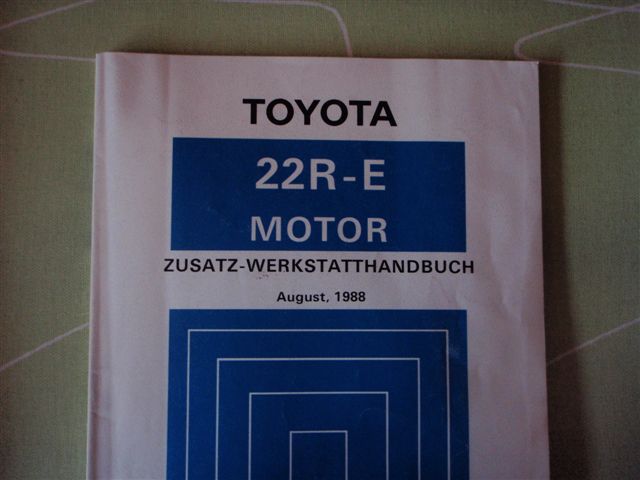 TOYOTA
22R-E
MOTOR
ZUSATZ-WERKSTATTHANDBUCH
August, 1988